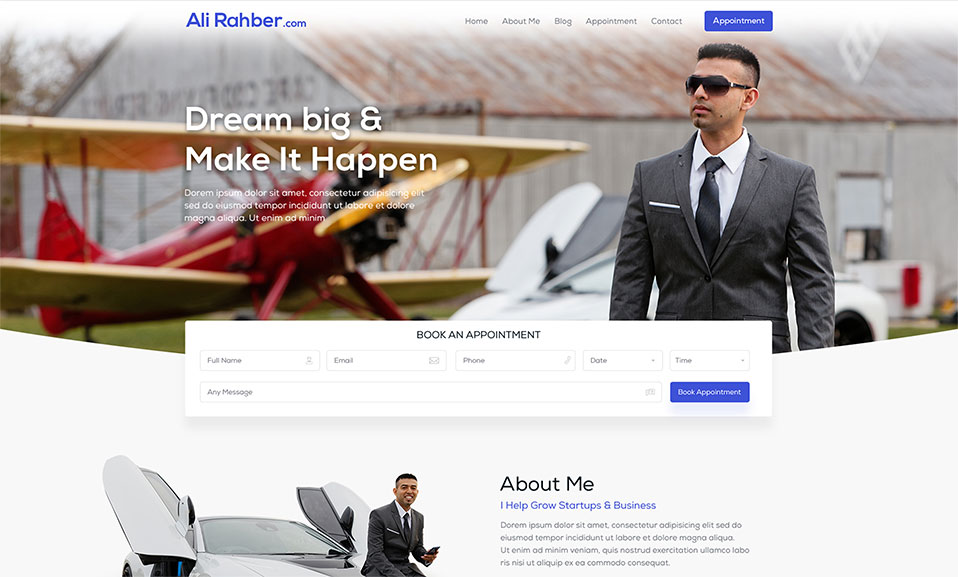 Ali Rahber.com
Home About Me Blog Appointment Contact Appointment
Dream big &
Make It Happen
Dorem ipsum dolor sit amet, consectetur adipisicing elit
sed do eiusmod tempor incididunt ut labore et dolore
magna aliqua. Ut enim ad minim
BOOK AN APPOINTMENT
Full Name Email Phone Date Time
Any Message Book Appointment
About Me
I Help Grow Startups & Business
Dorem ipsum dolor sit amet, consectetur adipisicing elit
sed do eiusmod tempor incididunt ut labore et dolore magna aliqua.
Ut enim ad minim veniam, quis nostrud exercitation ullamco labo
ris nisi ut aliquip ex ea commodo consequat.